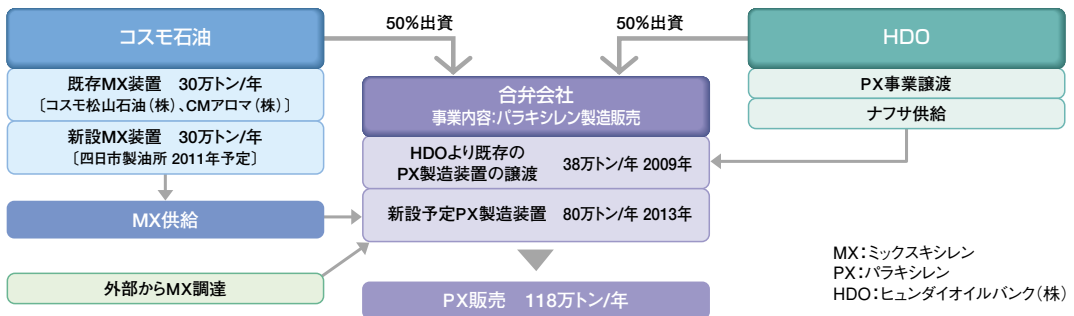 コスモ石油
既存MX装置 30万トン/年
〔コスモ松山石油(株)、CMアロマ(株)〕
新設MX装置 30万トン/年
〔四日市製油所 2011年予定〕
MX供給
外部からMX調達
50%出資
50%出資
合弁会社
事業内容:パラキシレン製造販売
HDOより既存の
PX製造装置の譲渡 38万トン/年 2009年
新設予定PX製造装置 80万トン/年 2013年
PX販売 118万トン/年
HDO
PX事業譲渡
ナフサ供給
MX:ミックスキシレン
PX:パラキシレン
HDO:ヒュンダイオイルバンク(株)